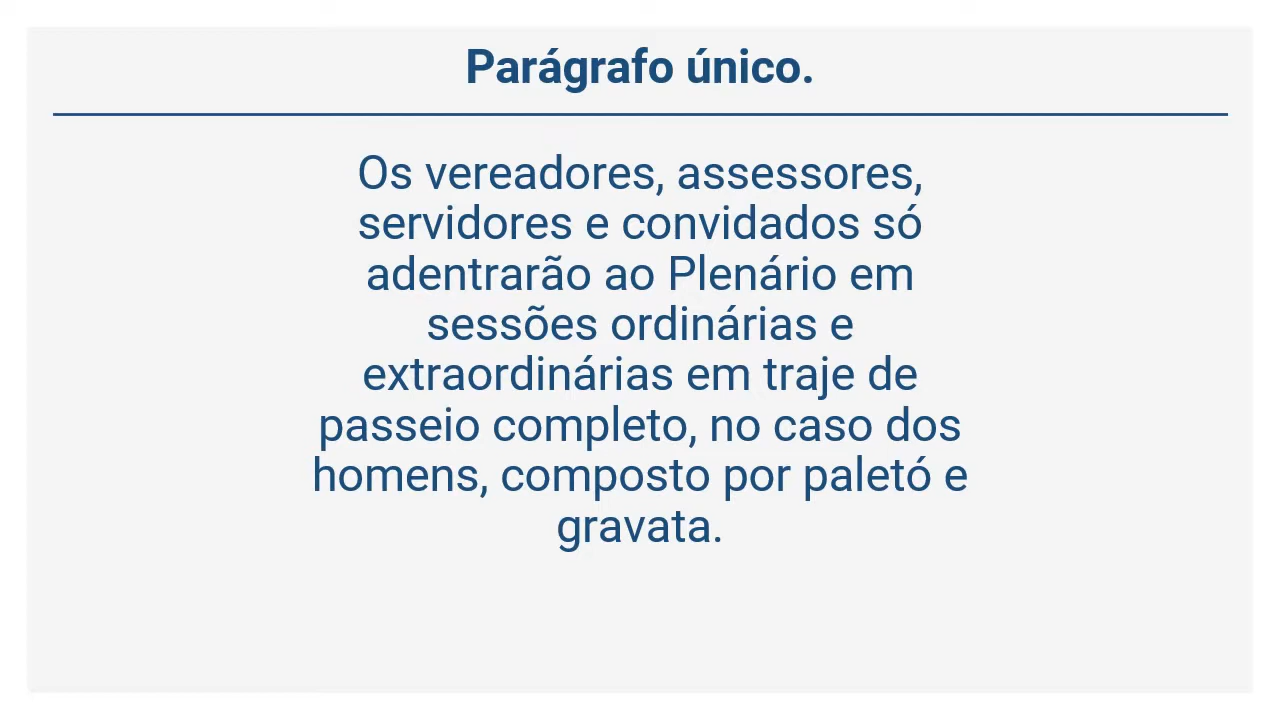 Parágrafo único.
Os vereadores, assessores,
servidores e convidados só
adentrarão ao Plenário em
sessões ordinárias e
extraordinárias em traje de
passeio completo, no caso dos
homens, composto por paletó e
gravata.